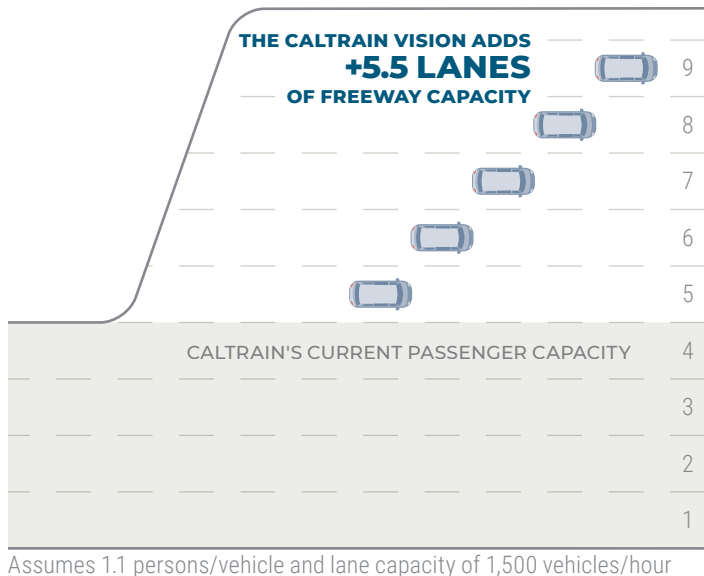 THE CALTRAIN VISION ADDS
+5.5 LANES
OF FREEWAY CAPACITY
9
8
7
6
5
CALTRAIN'S CURRENT PASSENGER CAPACITY 4
3
2
1
Assumes 1.1 persons/vehicle and lane capacity of 1,500 vehicles/hour